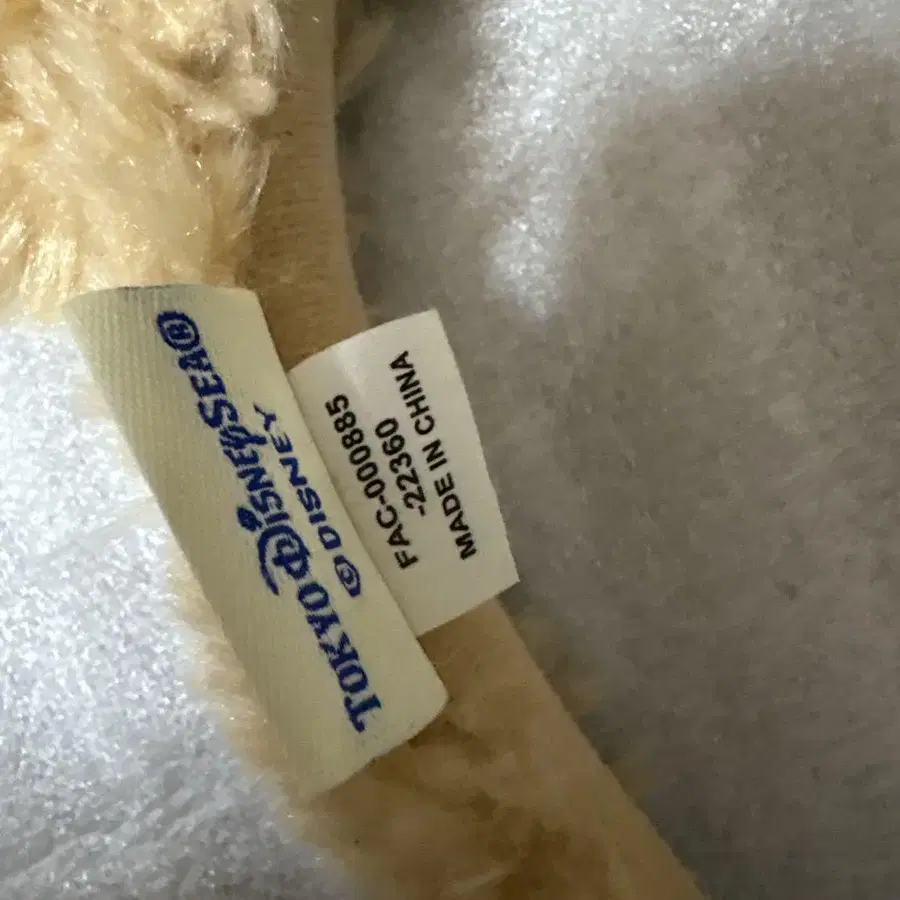 TOKYO DISNEYSEA®
© DISNEY
FAC-000885
-22360
MADE IN CHINA